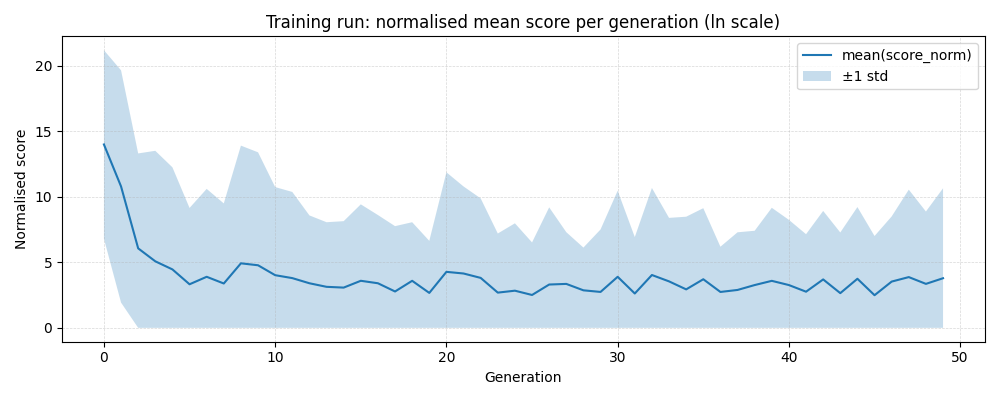 Training run: normalised mean score per generation (ln scale)
Normalised score
20
15
10
5
0
mean(score_norm)
±1 std
0 10 20 30 40 50
Generation